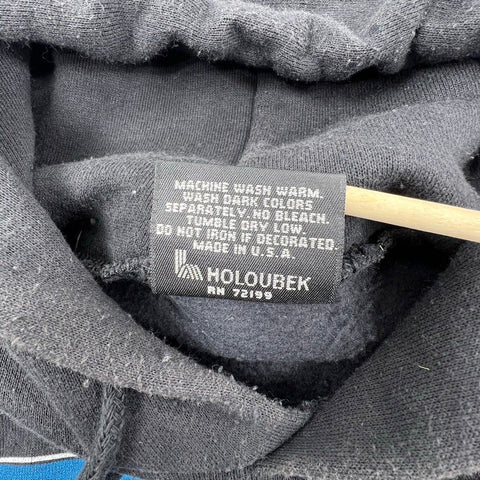 MACHINE WASH WARM.
WASH DARK COLORS
SEPARATELY. NO BLEACH.
TUMBLE DRY LOW.
DO NOT IRON IF DECORATED.
MADE IN U.S.A.
HOLOUBEK
RN 72199